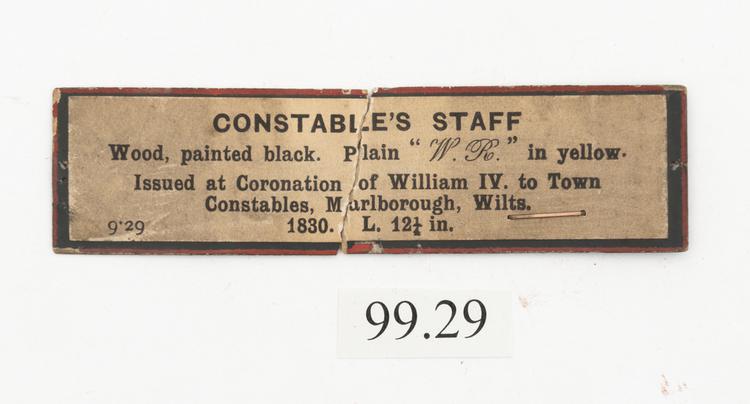 CONSTABLE'S STAFF
Wood, painted black. Plain "W. R." in yellow.
Issued at Coronation of William IV. to Town
Constables, Marlborough, Wilts.
9.29 1830. L. 12¼ in.
99.29